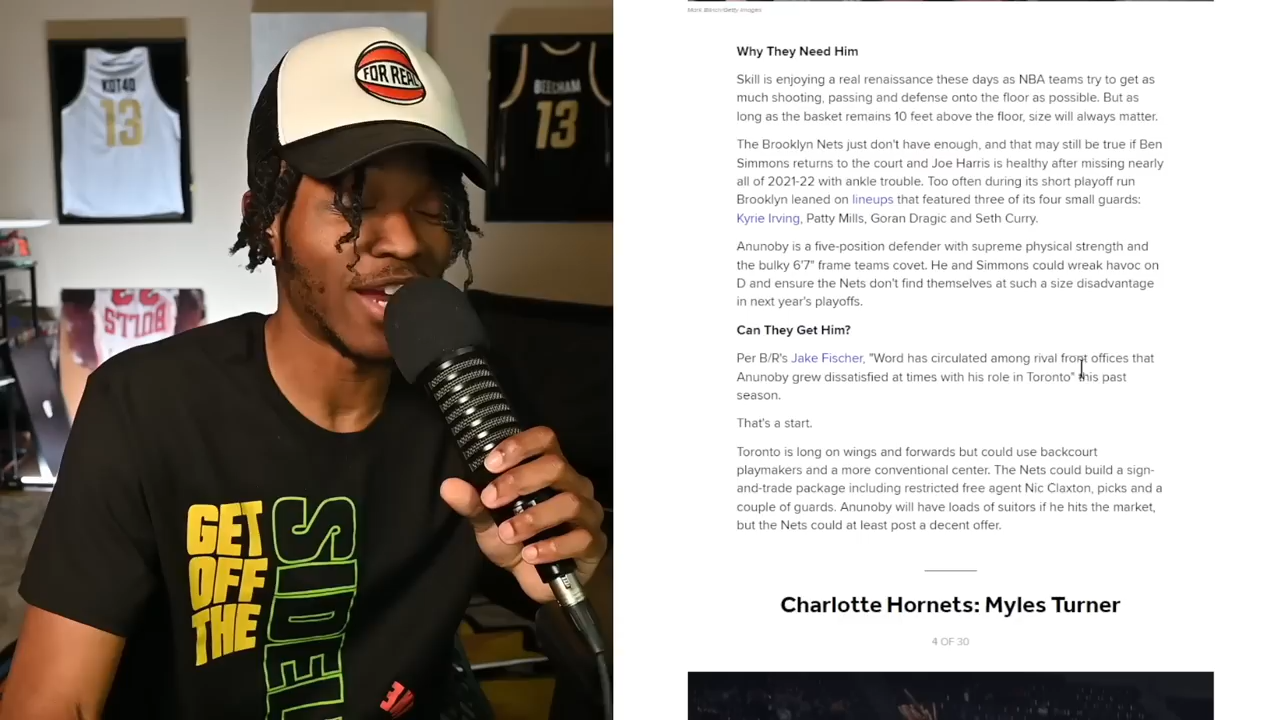 KOT4Q
13
BEECHAM
13
FOR REAL
BULLS
GET
OFF
THE
Mark Blinch/Getty Images
Why They Need Him
Skill is enjoying a real renaissance these days as NBA teams try to get as
much shooting, passing and defense onto the floor as possible. But as
long as the basket remains 10 feet above the floor, size will always matter.
The Brooklyn Nets just don't have enough, and that may still be true if Ben
Simmons returns to the court and Joe Harris is healthy after missing nearly
all of 2021-22 with ankle trouble. Too often during its short playoff run
Brooklyn leaned on lineups that featured three of its four small guards:
Kyrie Irving, Patty Mills, Goran Dragic and Seth Curry.
Anunoby is a five-position defender with supreme physical strength and
the bulky 6'7" frame teams covet. He and Simmons could wreak havoc on
D and ensure the Nets don't find themselves at such a size disadvantage
in next year's playoffs.
Can They Get Him?
Per B/R's Jake Fischer, "Word has circulated among rival front offices that
Anunoby grew dissatisfied at times with his role in Toronto" this past
season.
That's a start.
Toronto is long on wings and forwards but could use backcourt
playmakers and a more conventional center. The Nets could build a sign-
and-trade package including restricted free agent Nic Claxton, picks and a
couple of guards. Anunoby will have loads of suitors if he hits the market,
but the Nets could at least post a decent offer.
Charlotte Hornets: Myles Turner
4 OF 30